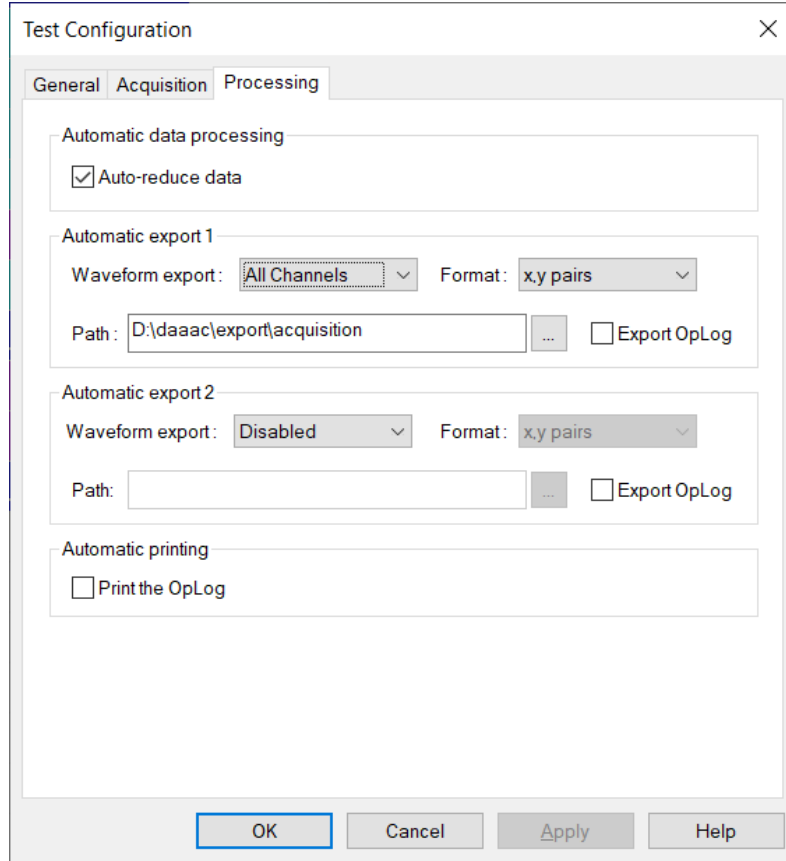 Test Configuration
General Acquisition Processing
Automatic data processing
Auto-reduce data
Automatic export 1
Waveform export: All Channels Format: x,y pairs
Path: D:\daaac\export\acquisition ... Export OpLog
Automatic export 2
Waveform export: Disabled Format: x,y pairs
Path: ... Export OpLog
Automatic printing
Print the OpLog
OK Cancel Apply Help